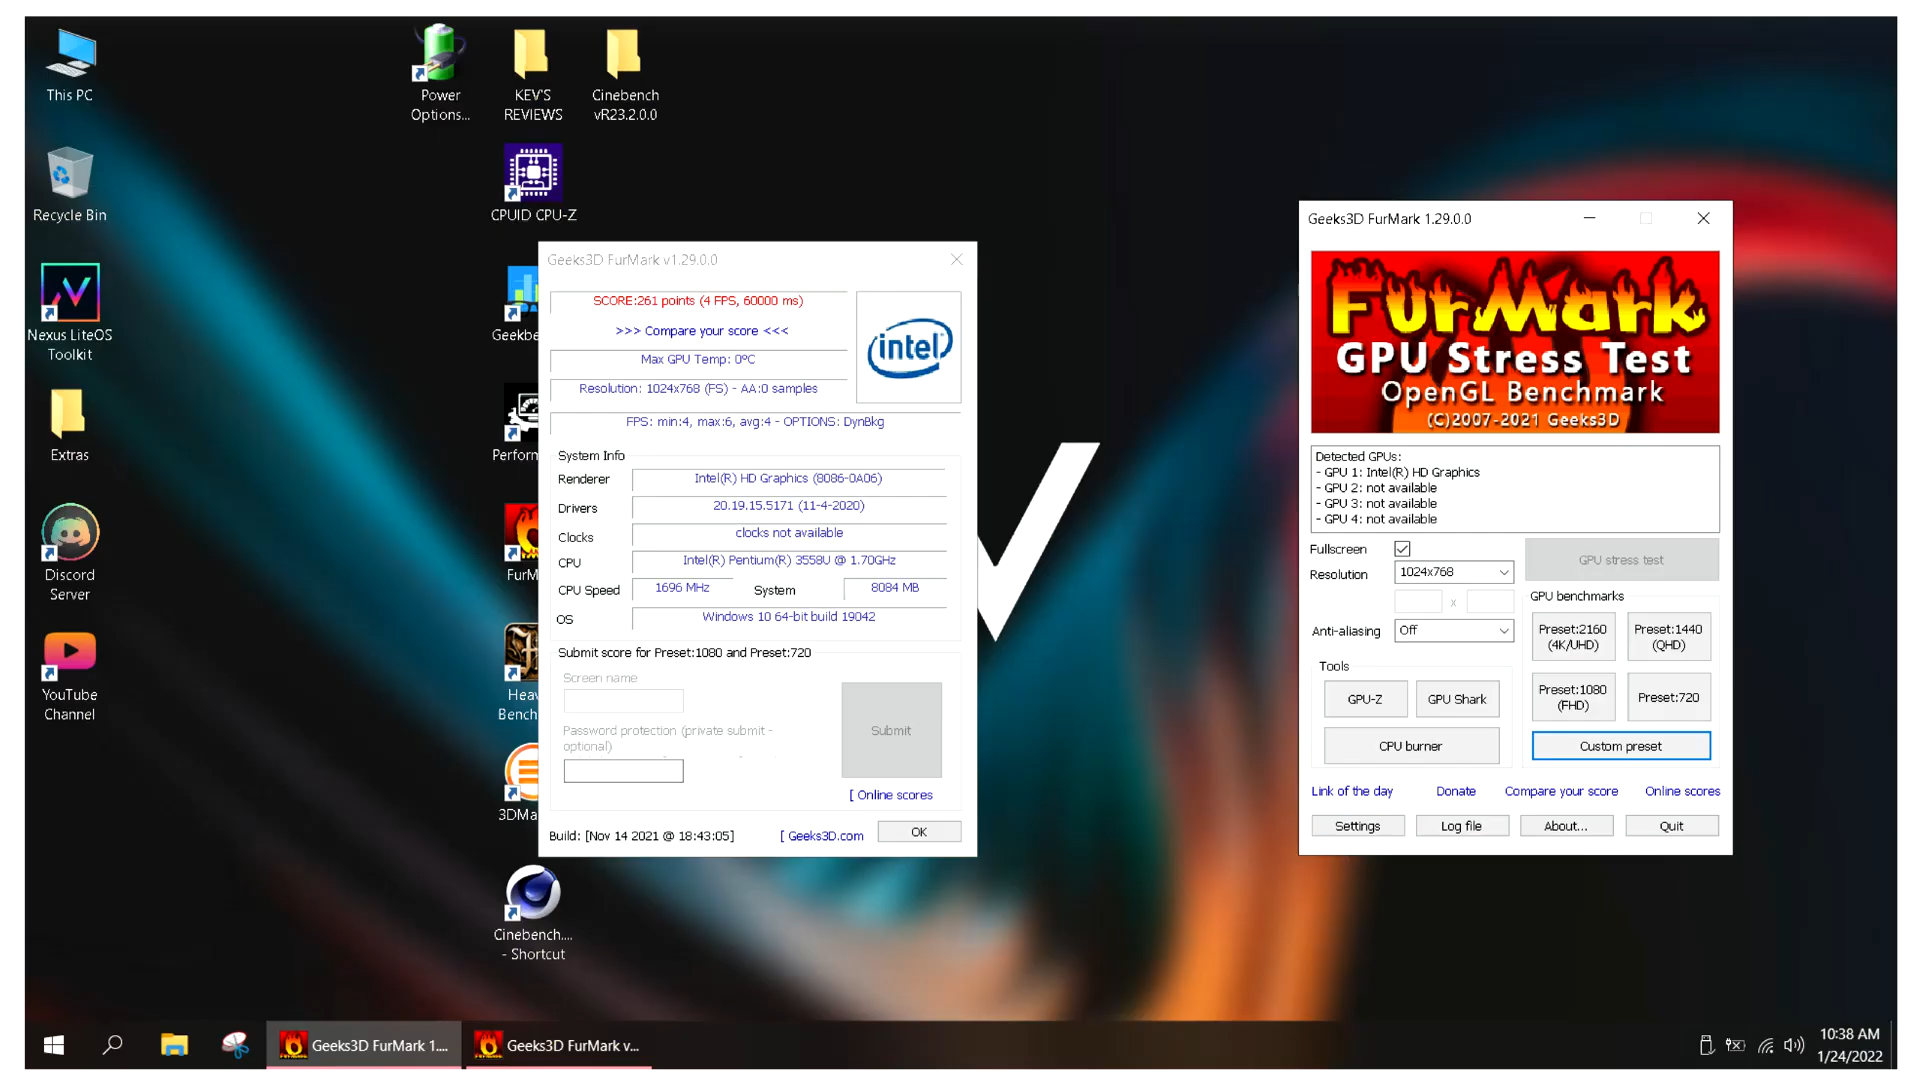 This PC
Power
Options...
KEV'S
REVIEWS
Cinebench
vR23.2.0.0
Recycle Bin
CPUID CPU-Z
Nexus LiteOS
Toolkit
Geekbe
Extras
Perform
Discord
Server
FurM
YouTube
Channel
Heav
Bench
3DMa
Cinebench....
- Shortcut
Geeks3D FurMark v1.29.0.0
SCORE:261 points (4 FPS, 60000 ms)
>>> Compare your score <<<
Max GPU Temp: 0°C
Resolution: 1024x768 (FS) - AA:0 samples
intel
FPS: min:4, max:6, avg:4 - OPTIONS: DynBkg
System Info
Renderer Intel(R) HD Graphics (8086-0A06)
Drivers 20.19.15.5171 (11-4-2020)
Clocks clocks not available
CPU Intel(R) Pentium(R) 3558U @ 1.70GHz
CPU Speed 1696 MHz System 8084 MB
OS Windows 10 64-bit build 19042
Submit score for Preset:1080 and Preset:720
Screen name
Password protection (private submit -
optional)
Submit
[ Online scores
Build: [Nov 14 2021 @ 18:43:05] [ Geeks3D.com OK
Geeks3D FurMark 1.29.0.0
FurMark
GPU Stress Test
OpenGL Benchmark
(C)2007-2021 Geeks3D
Detected GPUs:
- GPU 1: Intel(R) HD Graphics
- GPU 2: not available
- GPU 3: not available
- GPU 4: not available
Fullscreen GPU stress test
Resolution 1024x768
x
GPU benchmarks
Anti-aliasing Off
Preset:2160
(4K/UHD)
Preset:1440
(QHD)
Tools
GPU-Z GPU Shark
Preset:1080
(FHD)
Preset:720
CPU burner Custom preset
Link of the day Donate Compare your score Online scores
Settings Log file About... Quit
Geeks3D FurMark 1.... Geeks3D FurMark v...
10:38 AM
1/24/2022